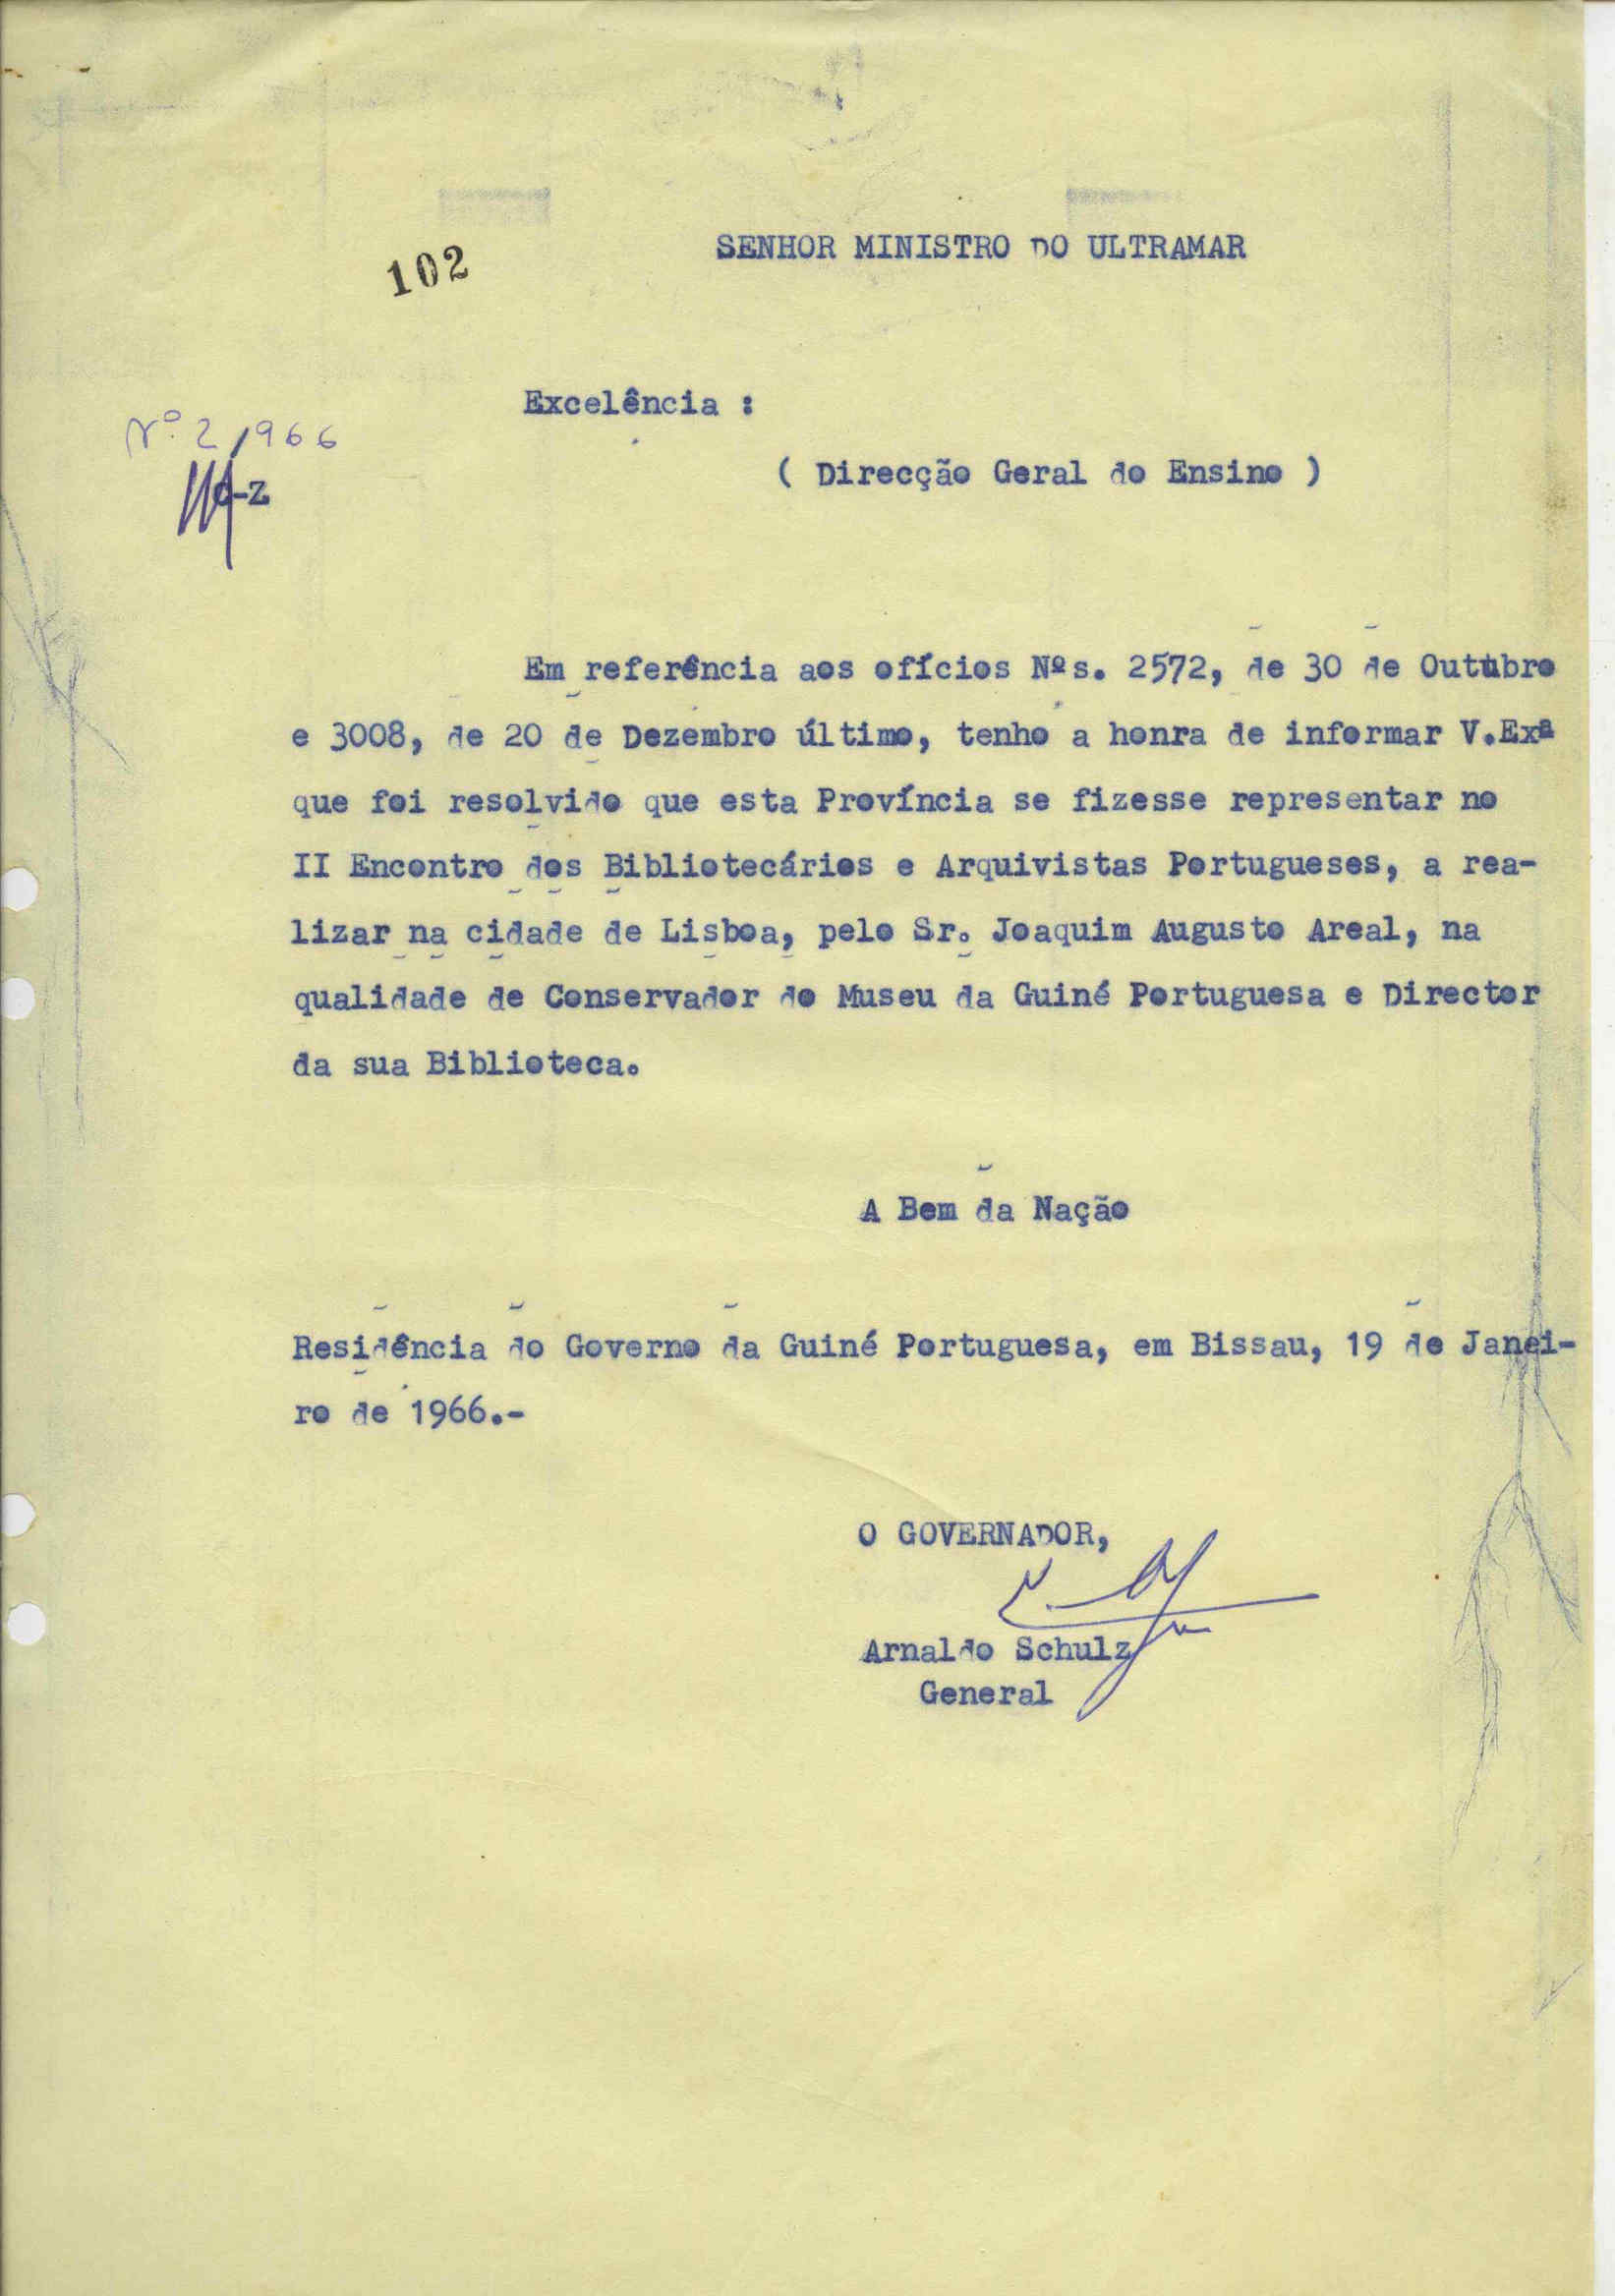 SENHOR MINISTRO DO ULTRAMAR
102
Excelência :
Nº. 2/966
( Direcção Geral do Ensino )
-Z
Em referência aos ofícios Nºs. 2572, de 30 de Outubro
e 3008, de 20 de Dezembro último, tenho a honra de informar V.Exª
que foi resolvido que esta Província se fizesse representar no
II Encontro dos Bibliotecários e Arquivistas Portugueses, a rea-
lizar na cidade de Lisboa, pelo Sr. Joaquim Augusto Areal, na
qualidade de Conservador do Museu da Guiné Portuguesa e Director
da sua Biblioteca.
A Bem da Nação
Residência do Governo da Guiné Portuguesa, em Bissau, 19 de Janei-
ro de 1966.-
O GOVERNADOR,
Arnaldo Schulz
General